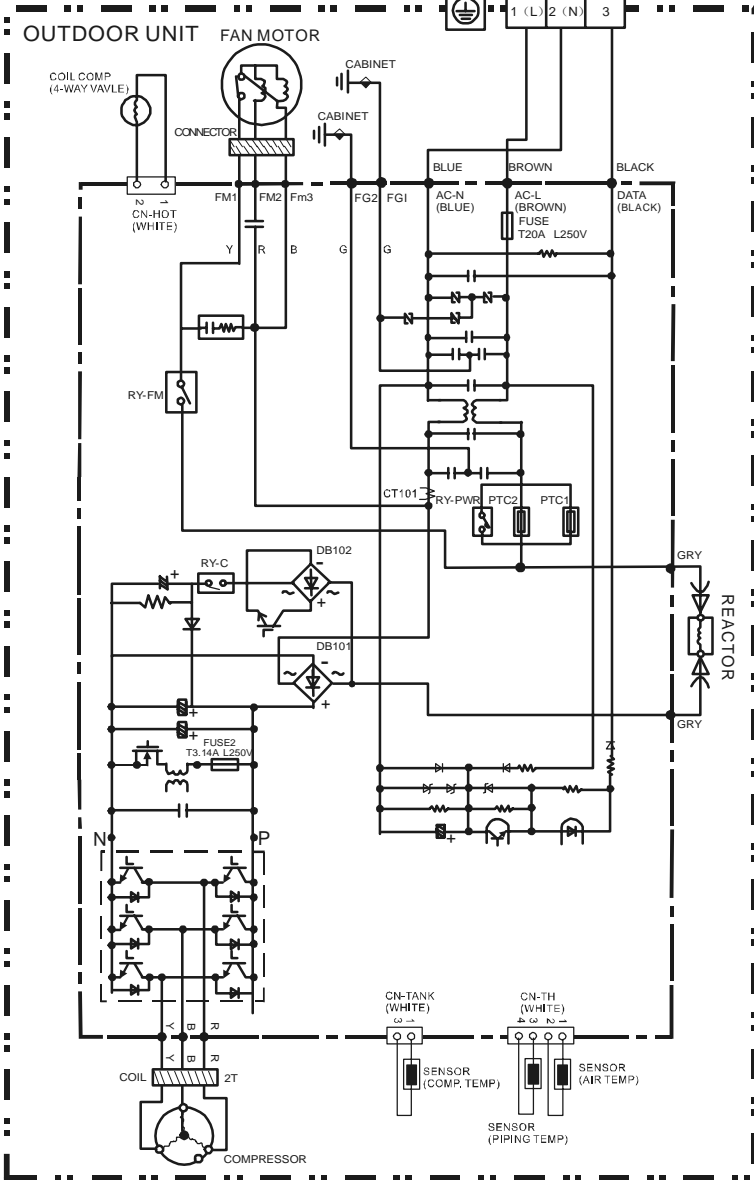 1 (L) 2 (N) 3
OUTDOOR UNIT
FAN MOTOR
COIL COMP
(4-WAY VAVLE)
CABINET
CABINET
CONNECTOR
BLUE BROWN BLACK
2 1
CN-HOT
(WHITE)
FM1 FM2 Fm3 FG2 FG1
AC-N
(BLUE)
AC-L
(BROWN)
DATA
(BLACK)
FUSE
T20A L250V
Y R B G G
RY-FM
CT101
RY-PWR PTC2 PTC1
GRY
REACTOR
GRY
+
RY-C
DB102
-
~ ~
+
DB101
-
~ ~
+
+
+
FUSE2
T3.14A L250V
+
N P
Y B R
Y B R
COIL 2T
COMPRESSOR
CN-TANK
(WHITE)
3 1
SENSOR
(COMP. TEMP)
CN-TH
(WHITE)
4 3 2 1
SENSOR
(AIR TEMP)
SENSOR
(PIPING TEMP)